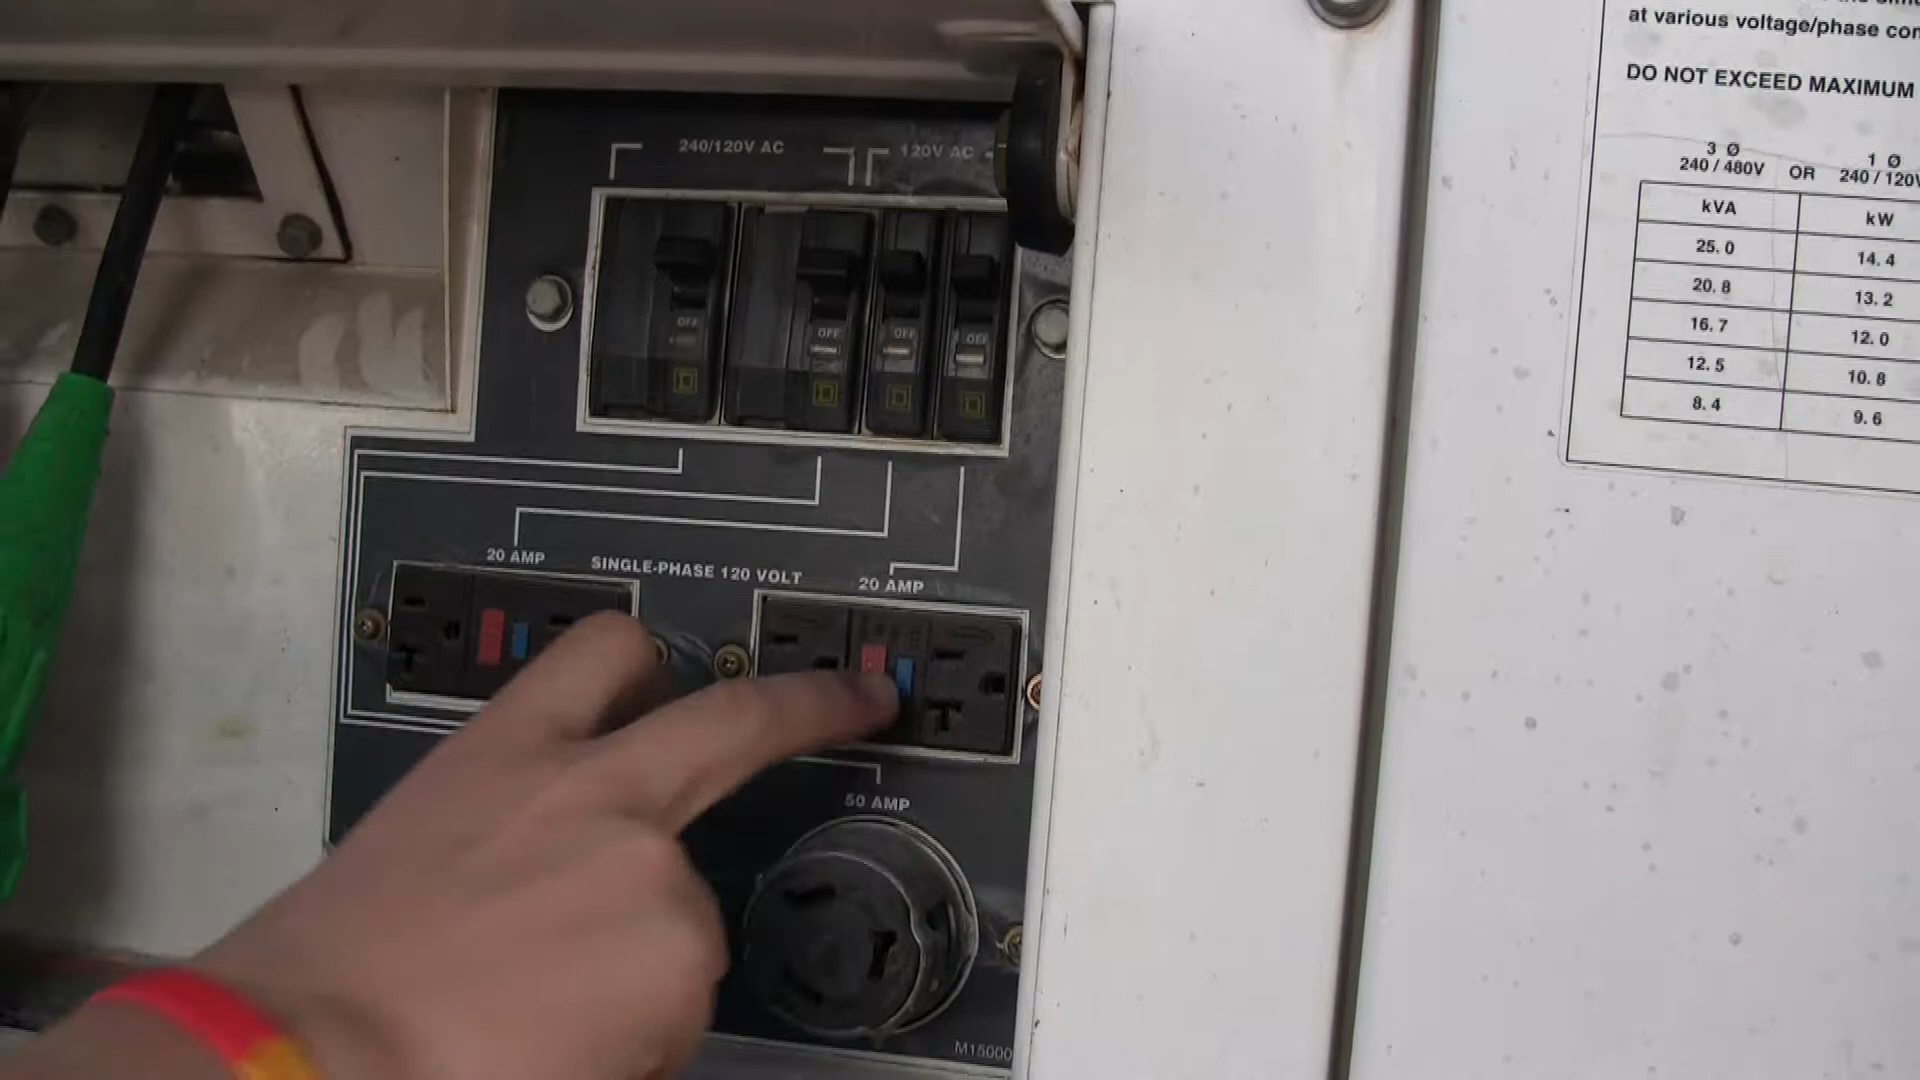 at various voltage/phase
DO NOT EXCEED MAXIMUM
3 Ø
240 / 480V
OR
1 Ø
240 / 120V
kVA
kW
25.0
14.4
20.8
13.2
16.7
12.0
12.5
10.8
8.4
9.6
240/120V AC
120V AC
OFF
OFF
OFF
OFF
20 AMP
SINGLE-PHASE 120 VOLT
20 AMP
50 AMP
M15000